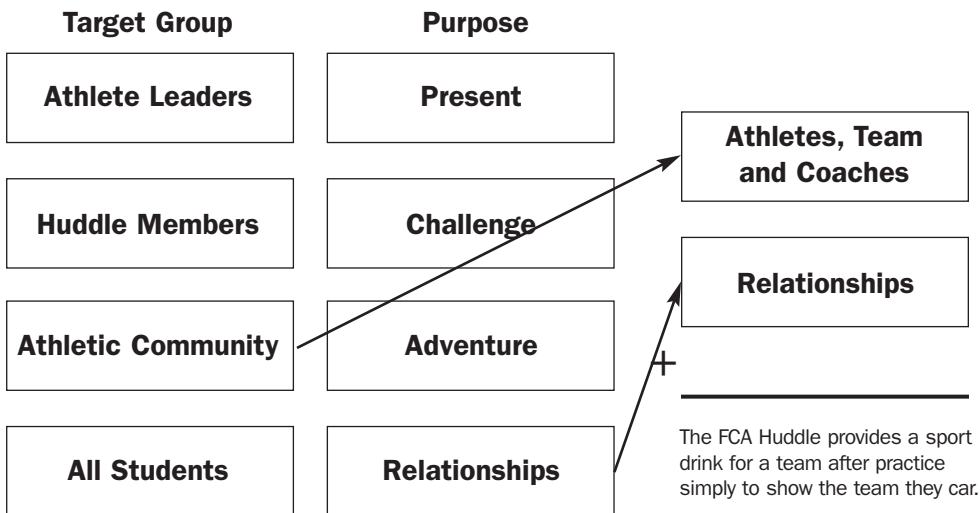 Target Group
Purpose
Athlete Leaders
Present
Huddle Members
Challenge
Athletic Community
Adventure
All Students
Relationships
Athletes, Team
and Coaches
Relationships
+
The FCA Huddle provides a sport
drink for a team after practice
simply to show the team they car.